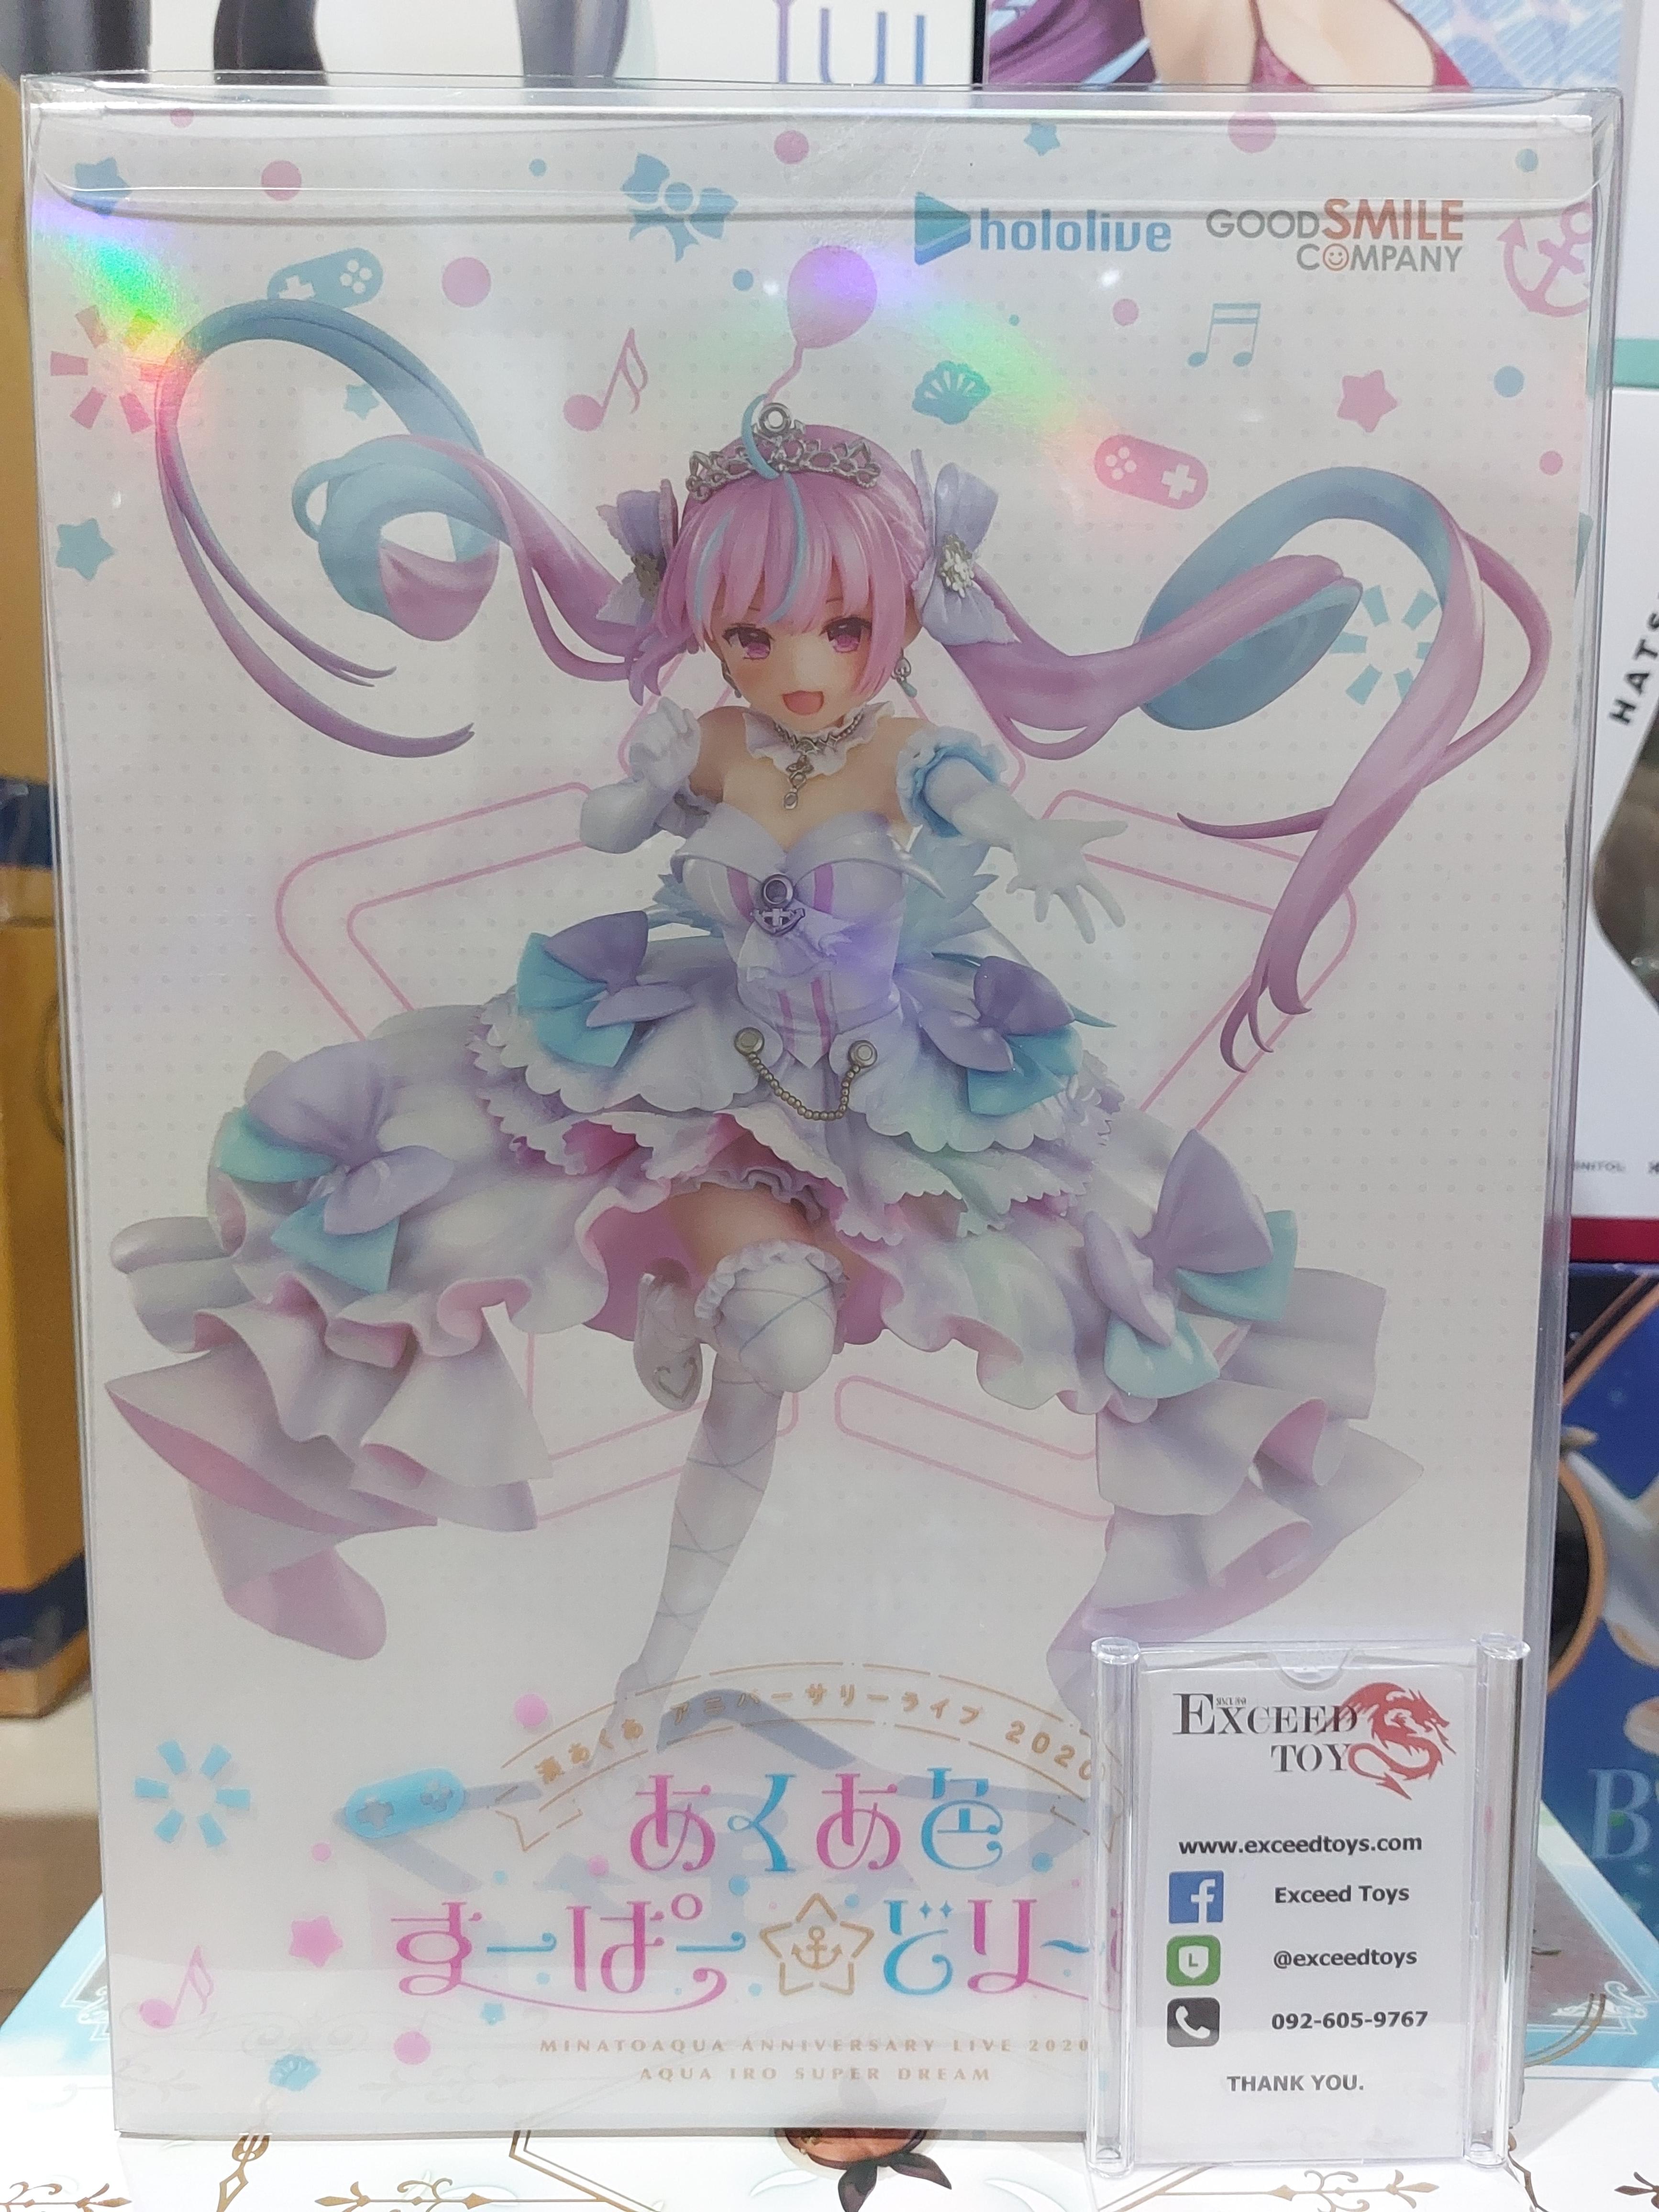 hololive
GOOD SMILE
COMPANY
湊あくあ アニバーサリーライブ 2020
あくあ色
すーぱー☆どりーむ
MINATOAQUA ANNIVERSARY LIVE 2020
AQUA IRO SUPER DREAM
EXCEED
TOY
www.exceedtoys.com
Exceed Toys
@exceedtoys
092-605-9767
THANK YOU.
HATS